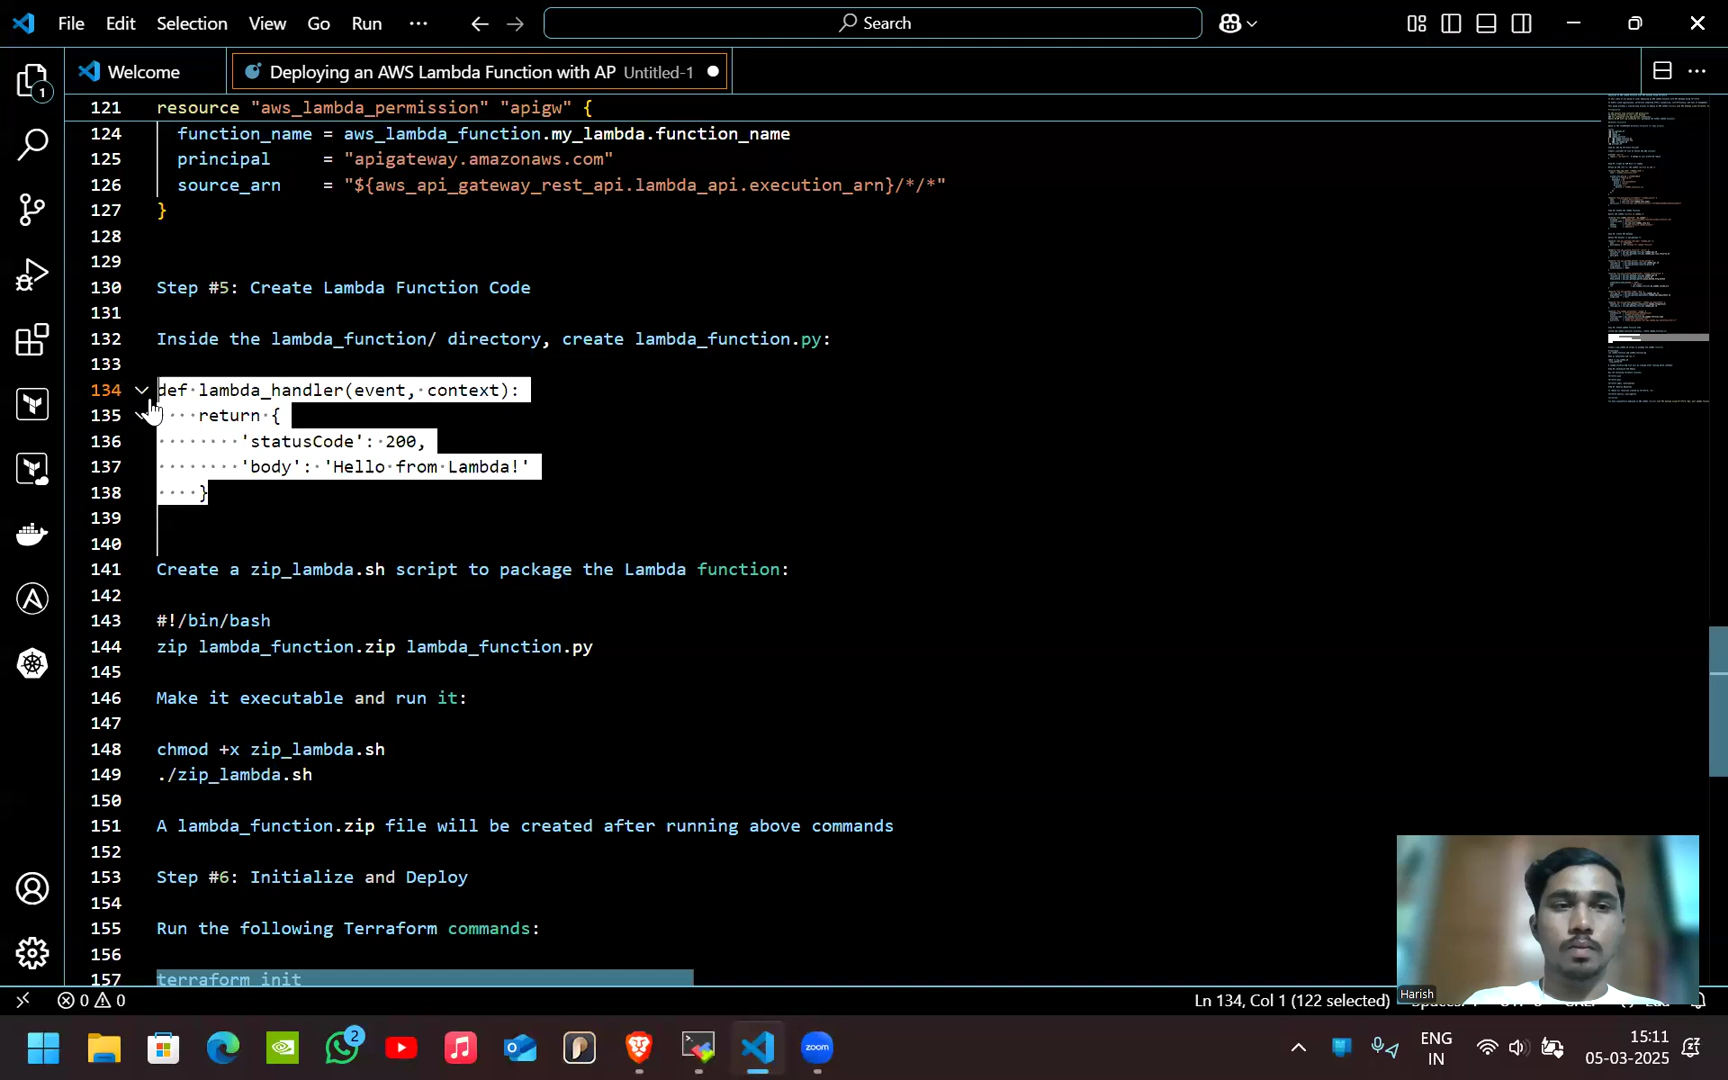 File Edit Selection View Go Run ··· Search
Welcome
Deploying an AWS Lambda Function with AP Untitled-1
121 resource "aws_lambda_permission" "apigw" {
124 function_name = aws_lambda_function.my_lambda.function_name
125 principal = "apigateway.amazonaws.com"
126 source_arn = "${aws_api_gateway_rest_api.lambda_api.execution_arn}/*/*"
127 }
128
129
130 Step #5: Create Lambda Function Code
131
132 Inside the lambda_function/ directory, create lambda_function.py:
133
134 def lambda_handler(event, context):
135 return {
136 'statusCode': 200,
137 'body': 'Hello from Lambda!'
138 }
139
140
141 Create a zip_lambda.sh script to package the Lambda function:
142
143 #!/bin/bash
144 zip lambda_function.zip lambda_function.py
145
146 Make it executable and run it:
147
148 chmod +x zip_lambda.sh
149 ./zip_lambda.sh
150
151 A lambda_function.zip file will be created after running above commands
152
153 Step #6: Initialize and Deploy
154
155 Run the following Terraform commands:
156
157 terraform init
1
Harish
0 0
Ln 134, Col 1 (122 selected)
2
zoom
ENG
IN
15:11
05-03-2025